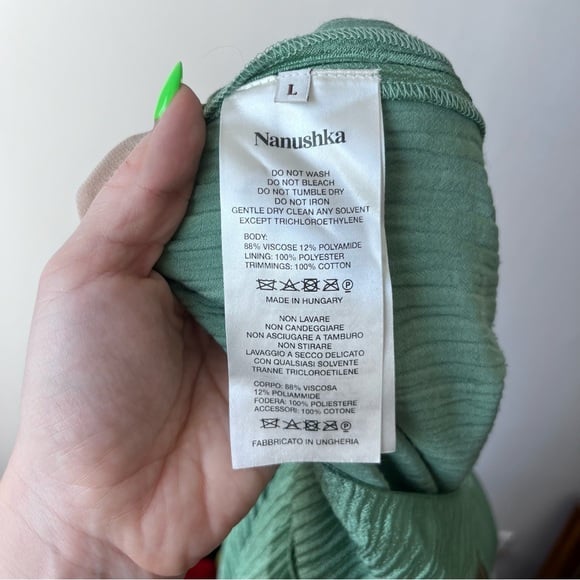 L
Nanushka
DO NOT WASH
DO NOT BLEACH
DO NOT TUMBLE DRY
DO NOT IRON
GENTLE DRY CLEAN ANY SOLVENT
EXCEPT TRICHLOROETHYLENE
BODY:
88% VISCOSE 12% POLYAMIDE
LINING: 100% POLYESTER
TRIMMINGS: 100% COTTON
P
MADE IN HUNGARY
NON LAVARE
NON CANDEGGIARE
NON ASCIUGARE A TAMBURO
NON STIRARE
LAVAGGIO A SECCO DELICATO
CON QUALSIASI SOLVENTE
TRANNE TRICLOROETILENE
CORPO: 88% VISCOSA
12% POLIAMMIDE
FODERA: 100% POLIESTERE
ACCESSORI: 100% COTONE
P
FABBRICATO IN UNGHERIA